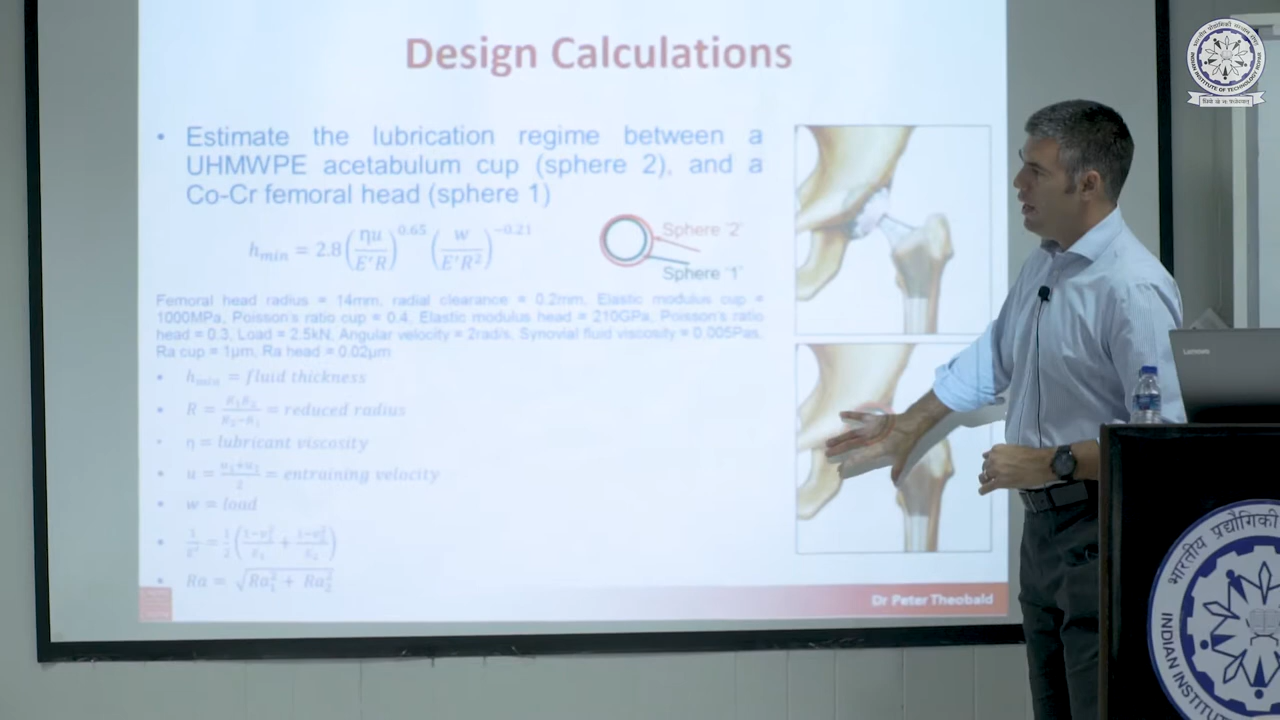 Design Calculations
• Estimate the lubrication regime between a
UHMWPE acetabulum cup (sphere 2), and a
Co-Cr femoral head (sphere 1)
h_min = 2.8 (ηu / E'R)^0.65 (w / E'R²)^−0.21
Sphere '2'
Sphere '1'
Femoral head radius = 14mm, radial clearance = 0.2mm, Elastic modulus cup =
1000MPa, Poisson's ratio cup = 0.4. Elastic modulus head = 210GPa, Poisson's ratio
head = 0.3, Load = 2.5kN, Angular velocity = 2rad/s, Synovial fluid viscosity = 0.005Pas,
Ra cup = 1μm, Ra head = 0.02μm
• h_min = fluid thickness
• R = R₁R₂ / R₂−R₁ = reduced radius
• η = lubricant viscosity
• u = u₁+u₂ / 2 = entraining velocity
• w = load
• 1/E' = 1/2 (1−υ₁²/E₁ + 1−υ₂²/E₂)
• Ra = √Ra₁² + Ra₂²
Dr Peter Theobald
Lenovo
भारतीय प्रौद्योगिकी
INDIAN INSTIT